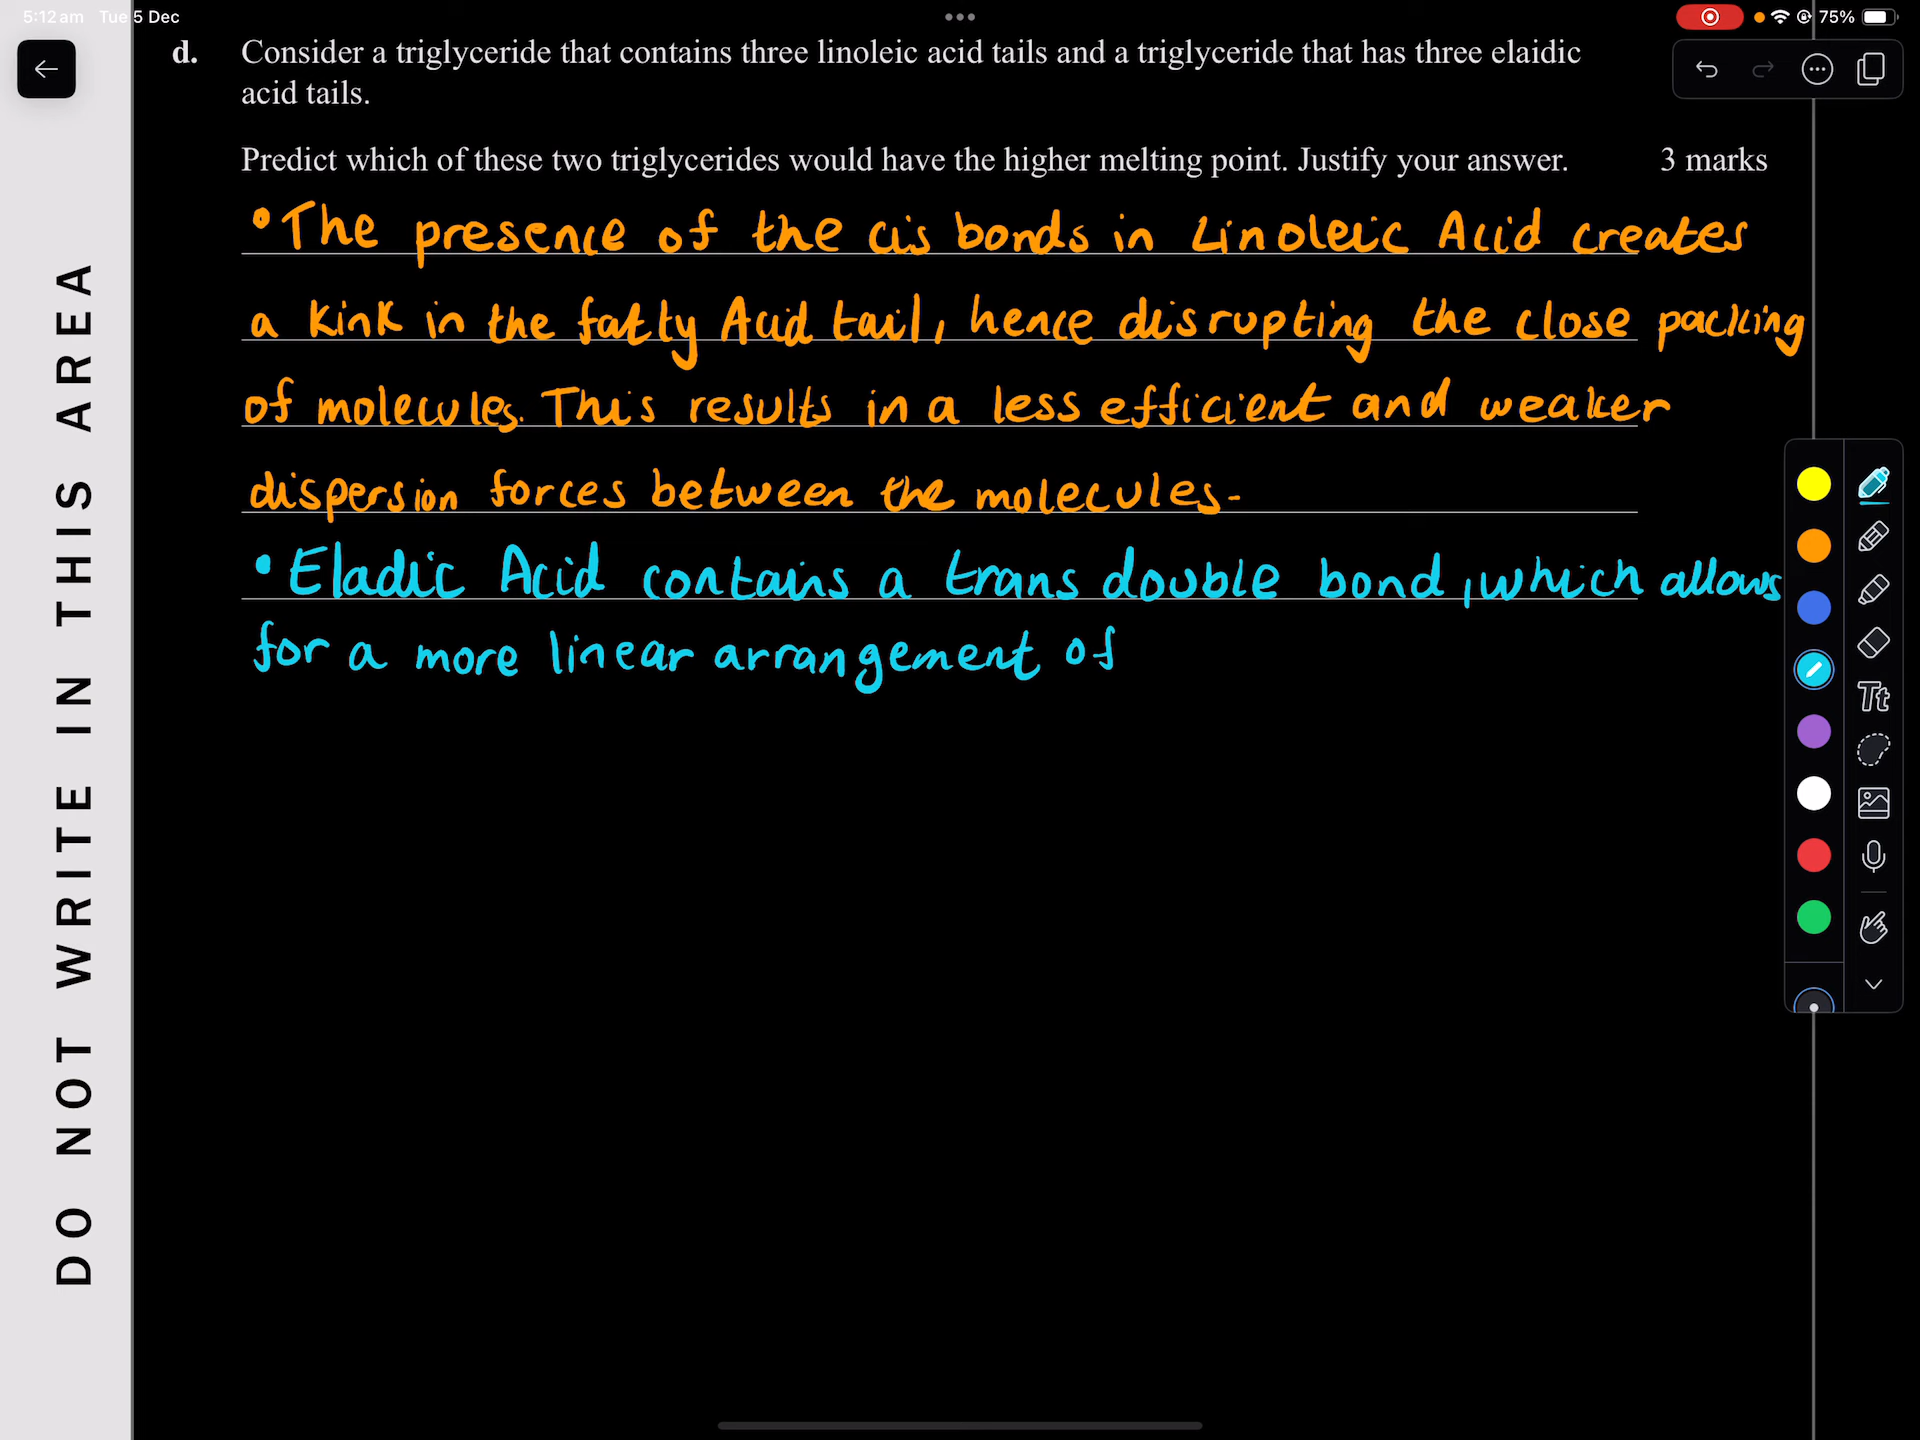 5:12 am Tue 5 Dec
75%
d. Consider a triglyceride that contains three linoleic acid tails and a triglyceride that has three elaidic
acid tails.
Predict which of these two triglycerides would have the higher melting point. Justify your answer. 3 marks
• The presence of the cis bonds in Linoleic Acid creates
a kink in the fatty Acid tail, hence disrupting the close packing
of molecules. This results in a less efficient and weaker
dispersion forces between the molecules-
• Eladic Acid contains a trans double bond, which allows
for a more linear arrangement of
DO NOT WRITE IN THIS AREA
Tt